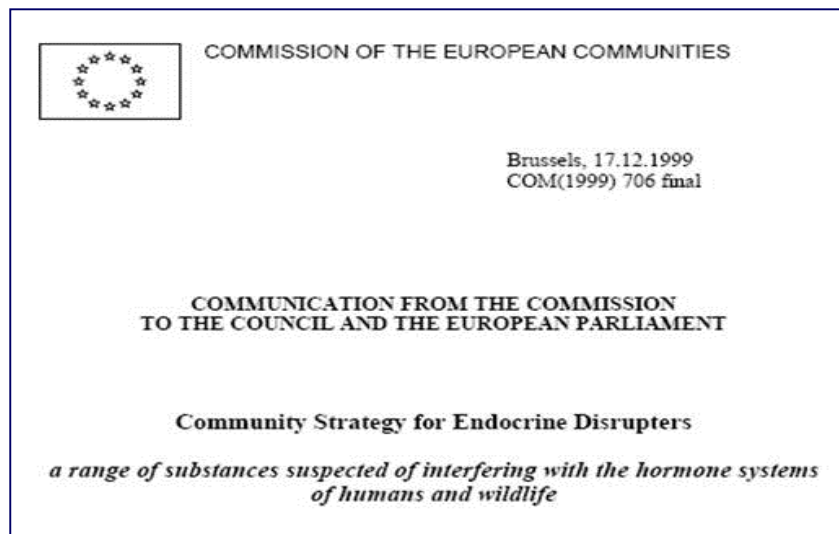 COMMISSION OF THE EUROPEAN COMMUNITIES
Brussels, 17.12.1999
COM(1999) 706 final
COMMUNICATION FROM THE COMMISSION
TO THE COUNCIL AND THE EUROPEAN PARLIAMENT
Community Strategy for Endocrine Disrupters
a range of substances suspected of interfering with the hormone systems
of humans and wildlife